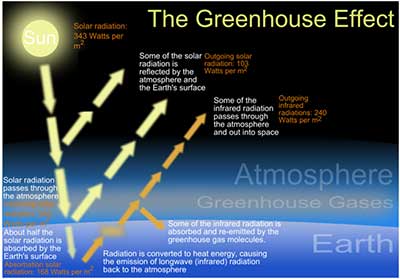 The Greenhouse Effect
Sun
Solar radiation:
343 Watts per
m²
Some of the solar
radiation is
reflected by the
atmosphere and
the Earth's surface
Outgoing solar
radiation: 103
Watts per m²
Some of the
infrared radiation
passes through
the atmosphere
and out into space
Outgoing
infrared
radiations: 240
Watts per m²
Atmosphere
Greenhouse Gases
Earth
Solar radiation
passes through
the atmosphere
About half the
solar radiation is
absorbed by the
Earth's surface
Absorbation solar
radiation: 168 Watts per m²
Some of the infrared radiation is
absorbed and re-emitted by the
greenhouse gas molecules.
Radiation is converted to heat energy, causing
the emission of longwave (infrared) radiation
back to the atmosphere